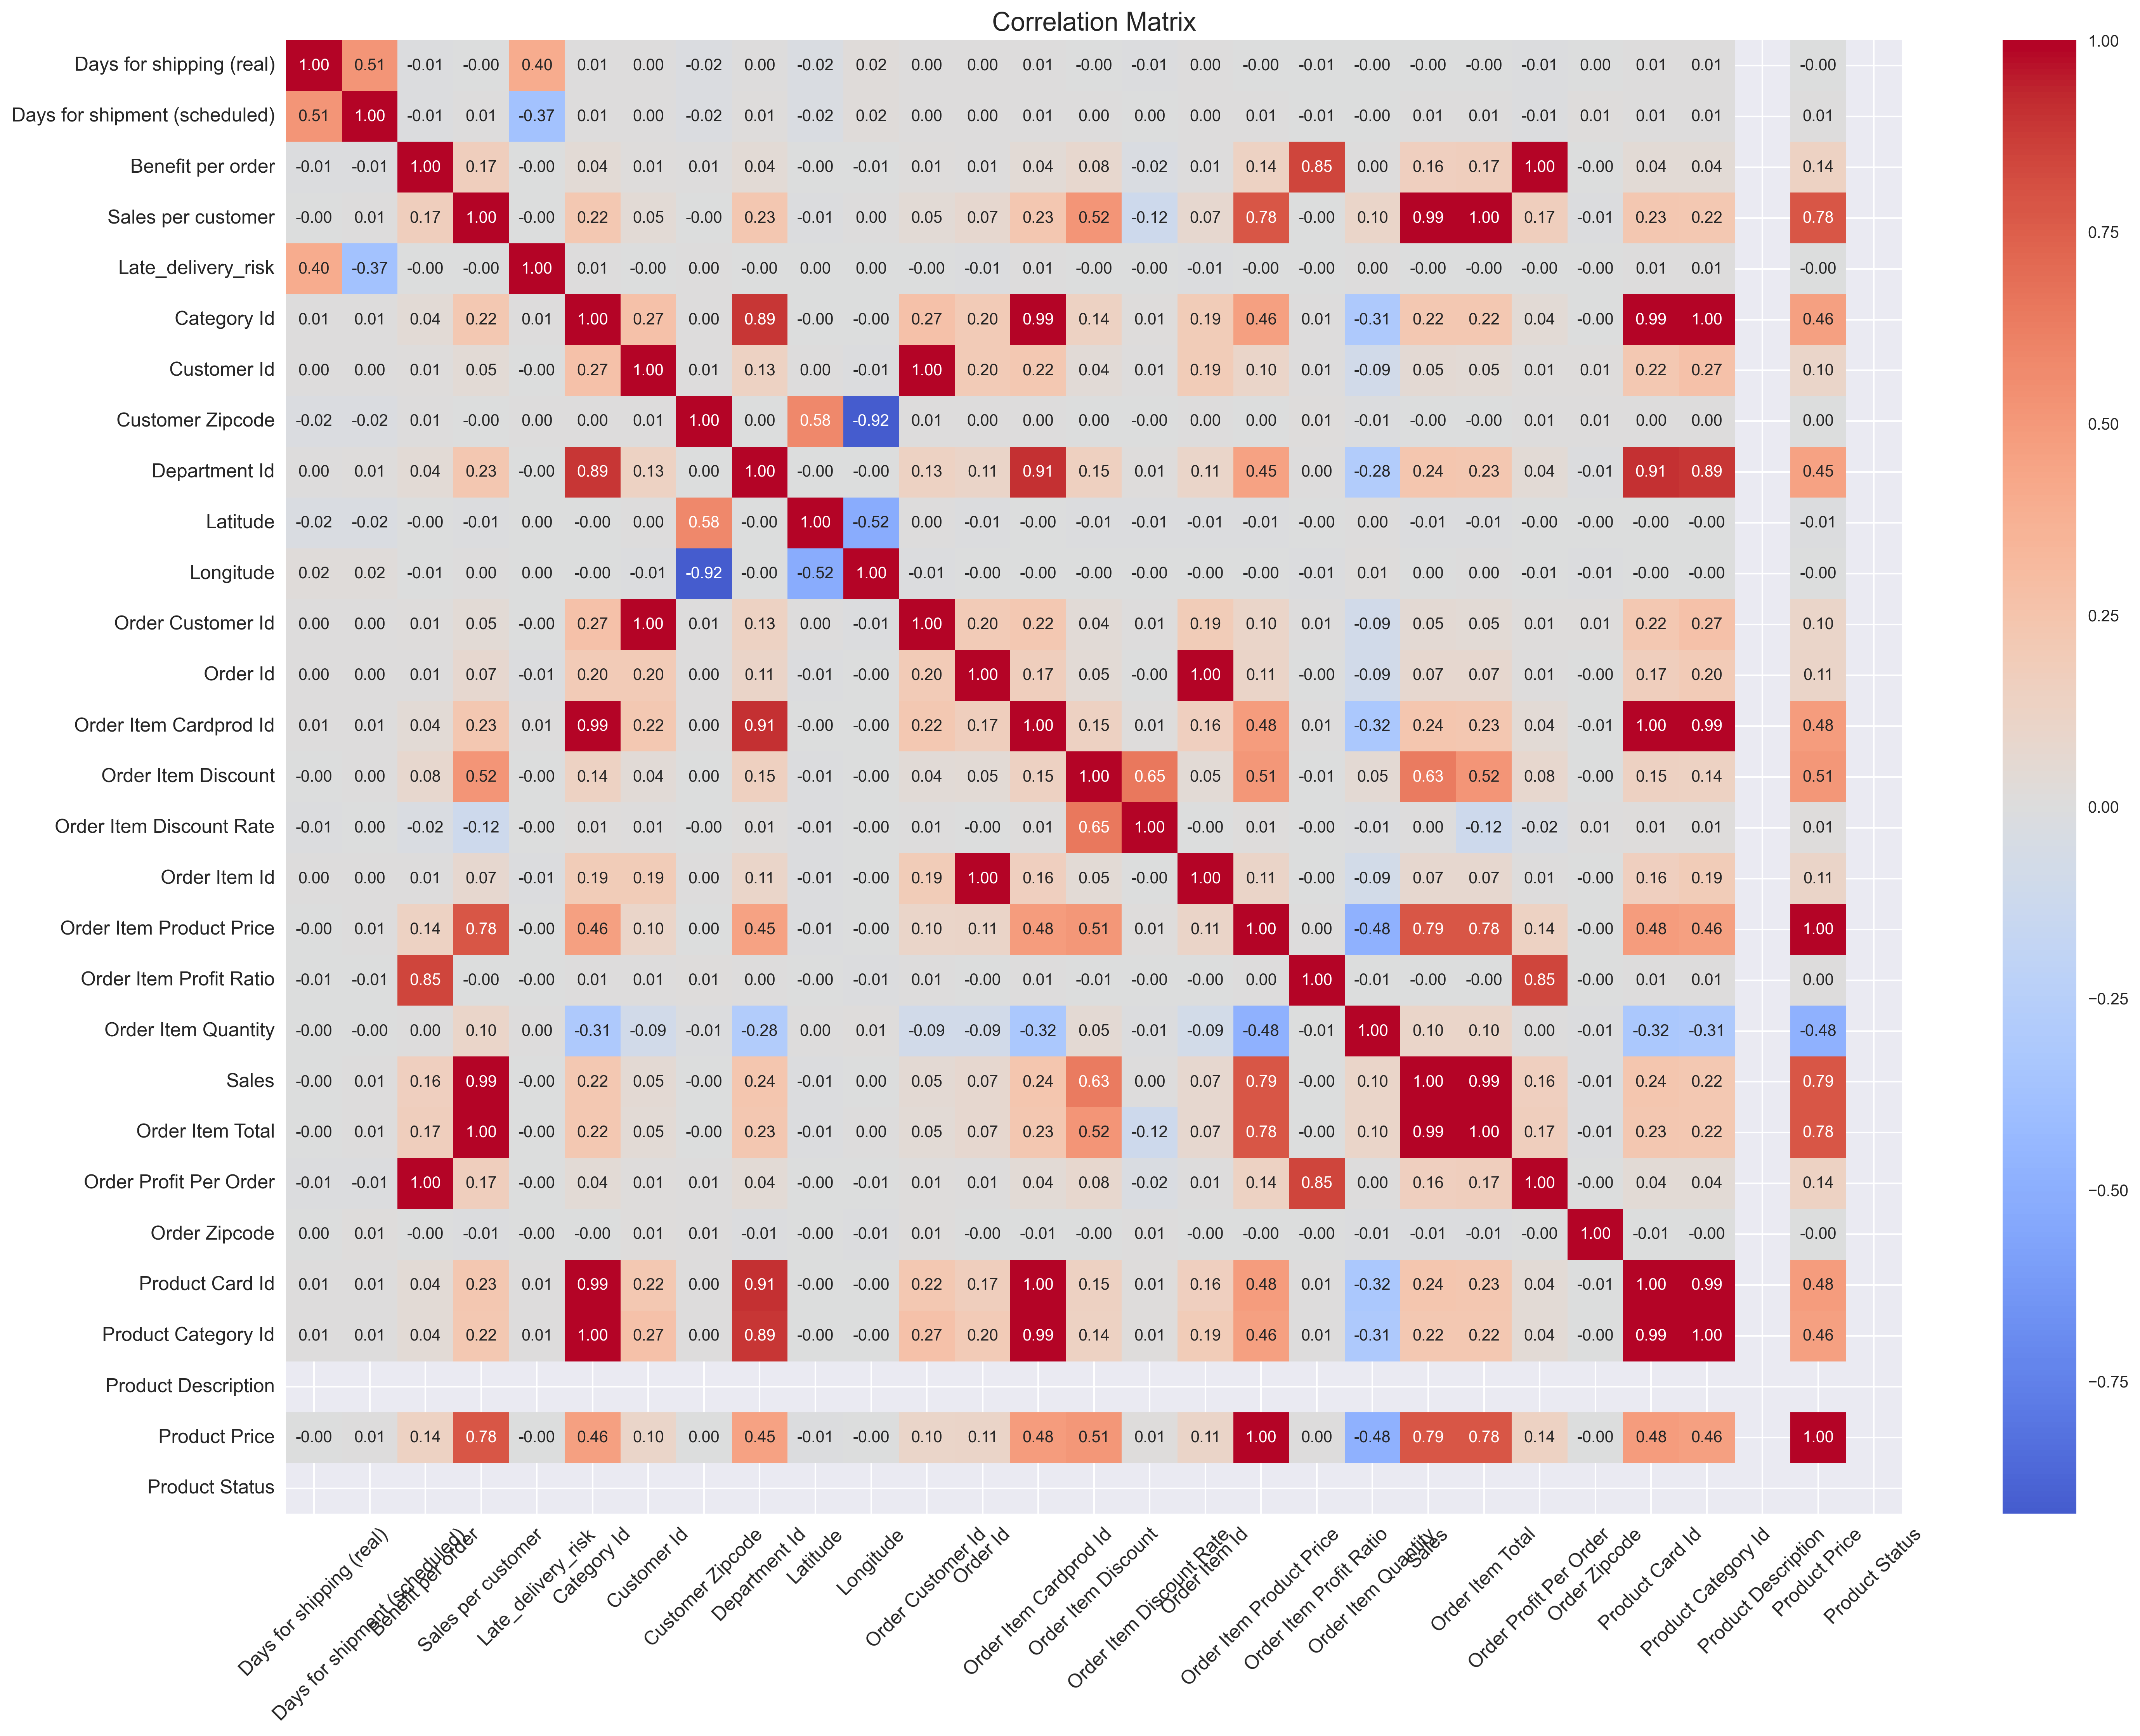 Correlation Matrix
Days for shipping (real) 1.00 0.51 -0.01 -0.00 0.40 0.01 0.00 -0.02 0.00 -0.02 0.02 0.00 0.00 0.01 -0.00 -0.01 0.00 -0.00 -0.01 -0.00 -0.00 -0.00 -0.01 0.00 0.01 0.01 -0.00
Days for shipment (scheduled) 0.51 1.00 -0.01 0.01 -0.37 0.01 0.00 -0.02 0.01 -0.02 0.02 0.00 0.00 0.01 0.00 0.00 0.00 0.01 -0.01 -0.00 0.01 0.01 -0.01 0.01 0.01 0.01 0.01
Benefit per order -0.01 -0.01 1.00 0.17 -0.00 0.04 0.01 0.01 0.04 -0.00 -0.01 0.01 0.01 0.04 0.08 -0.02 0.01 0.14 0.85 0.00 0.16 0.17 1.00 -0.00 0.04 0.04 0.14
Sales per customer -0.00 0.01 0.17 1.00 -0.00 0.22 0.05 -0.00 0.23 -0.01 0.00 0.05 0.07 0.23 0.52 -0.12 0.07 0.78 -0.00 0.10 0.99 1.00 0.17 -0.01 0.23 0.22 0.78
Late_delivery_risk 0.40 -0.37 -0.00 -0.00 1.00 0.01 -0.00 0.00 -0.00 0.00 0.00 -0.00 -0.01 0.01 -0.00 -0.00 -0.01 -0.00 -0.00 0.00 -0.00 -0.00 -0.00 -0.00 0.01 0.01 -0.00
Category Id 0.01 0.01 0.04 0.22 0.01 1.00 0.27 0.00 0.89 -0.00 -0.00 0.27 0.20 0.99 0.14 0.01 0.19 0.46 0.01 -0.31 0.22 0.22 0.04 -0.00 0.99 1.00 0.46
Customer Id 0.00 0.00 0.01 0.05 -0.00 0.27 1.00 0.01 0.13 0.00 -0.01 1.00 0.20 0.22 0.04 0.01 0.19 0.10 0.01 -0.09 0.05 0.05 0.01 0.01 0.22 0.27 0.10
Customer Zipcode -0.02 -0.02 0.01 -0.00 0.00 0.00 0.01 1.00 0.00 0.58 -0.92 0.01 0.00 0.00 -0.00 -0.00 0.00 0.00 0.01 -0.01 -0.00 -0.00 0.01 0.01 0.00 0.00 0.00
Department Id 0.00 0.01 0.04 0.23 -0.00 0.89 0.13 0.00 1.00 -0.00 -0.00 0.13 0.11 0.91 0.15 0.01 0.11 0.45 0.00 -0.28 0.24 0.23 0.04 -0.01 0.91 0.89 0.45
Latitude -0.02 -0.02 -0.00 -0.01 0.00 -0.00 0.00 0.58 -0.00 1.00 -0.52 0.00 -0.01 -0.00 -0.01 -0.01 -0.01 -0.01 -0.00 0.00 -0.01 -0.01 -0.00 -0.00 -0.00 -0.00 -0.01
Longitude 0.02 0.02 -0.01 0.00 0.00 -0.00 -0.01 -0.92 -0.00 -0.52 1.00 -0.01 -0.00 -0.00 -0.00 -0.00 -0.00 -0.00 -0.01 0.01 0.00 0.00 -0.01 -0.01 -0.00 -0.00 -0.00
Order Customer Id 0.00 0.00 0.01 0.05 -0.00 0.27 1.00 0.01 0.13 0.00 -0.01 1.00 0.20 0.22 0.04 0.01 0.19 0.10 0.01 -0.09 0.05 0.05 0.01 0.01 0.22 0.27 0.10
Order Id 0.00 0.00 0.01 0.07 -0.01 0.20 0.20 0.00 0.11 -0.01 -0.00 0.20 1.00 0.17 0.05 -0.00 1.00 0.11 -0.00 -0.09 0.07 0.07 0.01 -0.00 0.17 0.20 0.11
Order Item Cardprod Id 0.01 0.01 0.04 0.23 0.01 0.99 0.22 0.00 0.91 -0.00 -0.00 0.22 0.17 1.00 0.15 0.01 0.16 0.48 0.01 -0.32 0.24 0.23 0.04 -0.01 1.00 0.99 0.48
Order Item Discount -0.00 0.00 0.08 0.52 -0.00 0.14 0.04 -0.00 0.15 -0.01 -0.00 0.04 0.05 0.15 1.00 0.65 0.05 0.51 -0.01 0.05 0.63 0.52 0.08 -0.00 0.15 0.14 0.51
Order Item Discount Rate -0.01 0.00 -0.02 -0.12 -0.00 0.01 0.01 -0.00 0.01 -0.01 -0.00 0.01 -0.00 0.01 0.65 1.00 -0.00 0.01 -0.00 -0.01 0.00 -0.12 -0.02 0.01 0.01 0.01 0.01
Order Item Id 0.00 0.00 0.01 0.07 -0.01 0.19 0.19 0.00 0.11 -0.01 -0.00 0.19 1.00 0.16 0.05 -0.00 1.00 0.11 -0.00 -0.09 0.07 0.07 0.01 -0.00 0.16 0.19 0.11
Order Item Product Price -0.00 0.01 0.14 0.78 -0.00 0.46 0.10 0.00 0.45 -0.01 -0.00 0.10 0.11 0.48 0.51 0.01 0.11 1.00 0.00 -0.48 0.79 0.78 0.14 -0.00 0.48 0.46 1.00
Order Item Profit Ratio -0.01 -0.01 0.85 -0.00 -0.00 0.01 0.01 0.01 0.00 -0.00 -0.01 0.01 -0.00 0.01 -0.01 -0.00 -0.00 0.00 1.00 -0.01 -0.00 -0.00 0.85 -0.00 0.01 0.01 0.00
Order Item Quantity -0.00 -0.00 0.00 0.10 0.00 -0.31 -0.09 -0.01 -0.28 0.00 0.01 -0.09 -0.09 -0.32 0.05 -0.01 -0.09 -0.48 -0.01 1.00 0.10 0.10 0.00 -0.01 -0.32 -0.31 -0.48
Sales -0.00 0.01 0.16 0.99 -0.00 0.22 0.05 -0.00 0.24 -0.01 0.00 0.05 0.07 0.24 0.63 0.00 0.07 0.79 -0.00 0.10 1.00 0.99 0.16 -0.01 0.24 0.22 0.79
Order Item Total -0.00 0.01 0.17 1.00 -0.00 0.22 0.05 -0.00 0.23 -0.01 0.00 0.05 0.07 0.23 0.52 -0.12 0.07 0.78 -0.00 0.10 0.99 1.00 0.17 -0.01 0.23 0.22 0.78
Order Profit Per Order -0.01 -0.01 1.00 0.17 -0.00 0.04 0.01 0.01 0.04 -0.00 -0.01 0.01 0.01 0.04 0.08 -0.02 0.01 0.14 0.85 0.00 0.16 0.17 1.00 -0.00 0.04 0.04 0.14
Order Zipcode 0.00 0.01 -0.00 -0.01 -0.00 -0.00 0.01 0.01 -0.01 -0.00 -0.01 0.01 -0.00 -0.01 -0.00 0.01 -0.00 -0.00 -0.00 -0.01 -0.01 -0.01 -0.00 1.00 -0.01 -0.00 -0.00
Product Card Id 0.01 0.01 0.04 0.23 0.01 0.99 0.22 0.00 0.91 -0.00 -0.00 0.22 0.17 1.00 0.15 0.01 0.16 0.48 0.01 -0.32 0.24 0.23 0.04 -0.01 1.00 0.99 0.48
Product Category Id 0.01 0.01 0.04 0.22 0.01 1.00 0.27 0.00 0.89 -0.00 -0.00 0.27 0.20 0.99 0.14 0.01 0.19 0.46 0.01 -0.31 0.22 0.22 0.04 -0.00 0.99 1.00 0.46
Product Description
Product Price -0.00 0.01 0.14 0.78 -0.00 0.46 0.10 0.00 0.45 -0.01 -0.00 0.10 0.11 0.48 0.51 0.01 0.11 1.00 0.00 -0.48 0.79 0.78 0.14 -0.00 0.48 0.46 1.00
Product Status
Days for shipping (real)
Days for shipment (scheduled)
Benefit per order
Sales per customer
Late_delivery_risk
Category Id
Customer Id
Customer Zipcode
Department Id
Latitude
Longitude
Order Customer Id
Order Id
Order Item Cardprod Id
Order Item Discount
Order Item Discount Rate
Order Item Id
Order Item Product Price
Order Item Profit Ratio
Order Item Quantity
Sales
Order Item Total
Order Profit Per Order
Order Zipcode
Product Card Id
Product Category Id
Product Description
Product Price
Product Status
1.00
0.75
0.50
0.25
0.00
−0.25
−0.50
−0.75